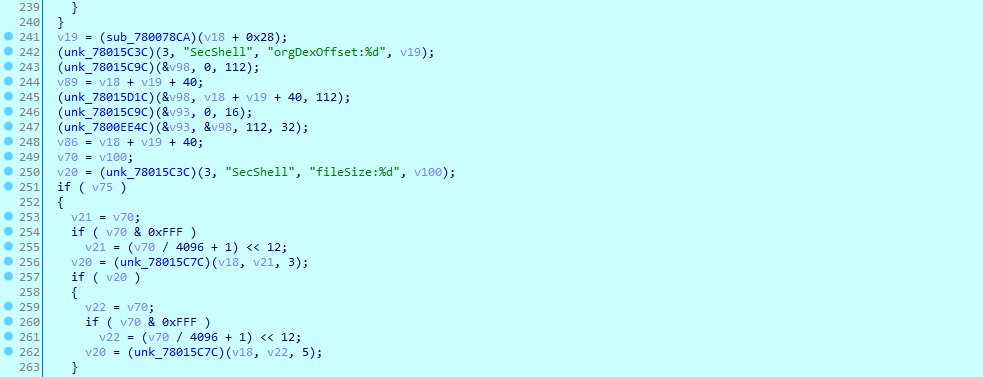 239 }
240 }
241 v19 = (sub_780078CA)(v18 + 0x28);
242 (unk_78015C3C)(3, "SecShell", "orgDexOffset:%d", v19);
243 (unk_78015C9C)(&v98, 0, 112);
244 v89 = v18 + v19 + 40;
245 (unk_78015D1C)(&v98, v18 + v19 + 40, 112);
246 (unk_78015C9C)(&v93, 0, 16);
247 (unk_7800EE4C)(&v93, &v98, 112, 32);
248 v86 = v18 + v19 + 40;
249 v70 = v100;
250 v20 = (unk_78015C3C)(3, "SecShell", "fileSize:%d", v100);
251 if ( v75 )
252 {
253 v21 = v70;
254 if ( v70 & 0xFFF )
255 v21 = (v70 / 4096 + 1) << 12;
256 v20 = (unk_78015C7C)(v18, v21, 3);
257 if ( v20 )
258 {
259 v22 = v70;
260 if ( v70 & 0xFFF )
261 v22 = (v70 / 4096 + 1) << 12;
262 v20 = (unk_78015C7C)(v18, v22, 5);
263 }